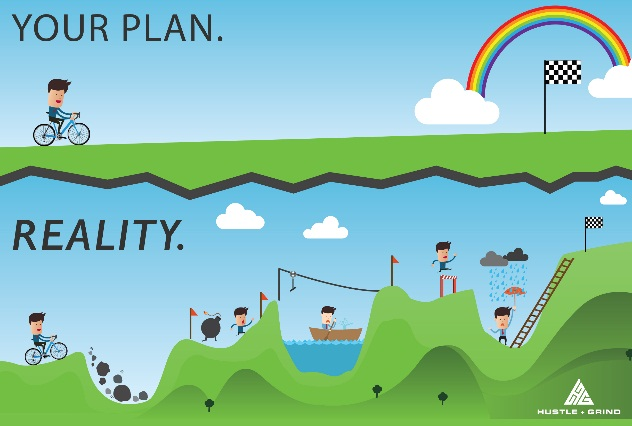 YOUR PLAN.
REALITY.
HUSTLE + GRIND